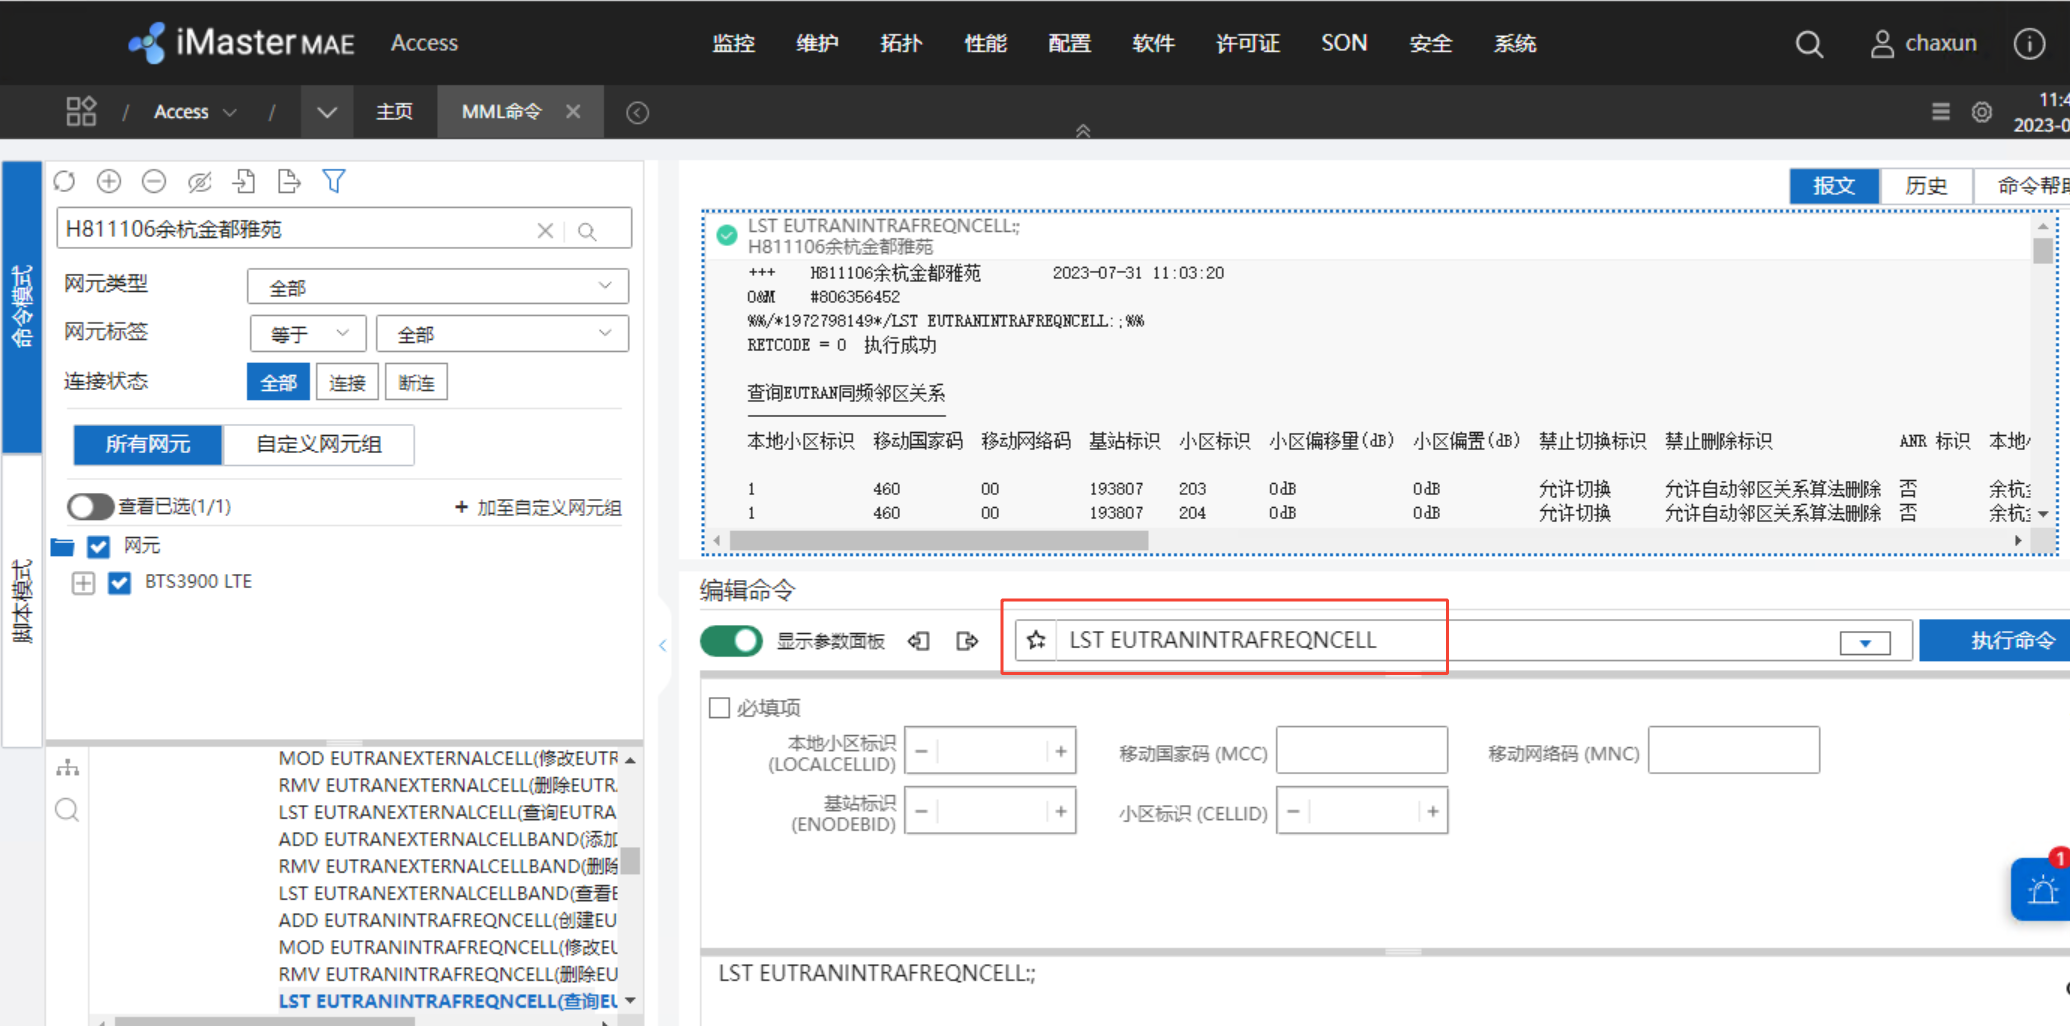 iMaster MAE Access 监控 维护 拓扑 性能 配置 软件 许可证 SON 安全 系统 chaxun
/ Access / 主页 MML命令
11:4
2023-0
命令模式
脚本模式
H811106余杭金都雅苑
网元类型 全部
网元标签 等于 全部
连接状态 全部 连接 断连
所有网元 自定义网元组
查看已选(1/1) + 加至自定义网元组
网元
BTS3900 LTE
MOD EUTRANEXTERNALCELL(修改EUTR
RMV EUTRANEXTERNALCELL(删除EUTR
LST EUTRANEXTERNALCELL(查询EUTRA
ADD EUTRANEXTERNALCELLBAND(添加
RMV EUTRANEXTERNALCELLBAND(删除
LST EUTRANEXTERNALCELLBAND(查看E
ADD EUTRANINTRAFREQNCELL(创建EU
MOD EUTRANINTRAFREQNCELL(修改EU
RMV EUTRANINTRAFREQNCELL(删除EU
LST EUTRANINTRAFREQNCELL(查询EU
报文 历史 命令帮助
LST EUTRANINTRAFREQNCELL:;
H811106余杭金都雅苑
+++ H811106余杭金都雅苑 2023-07-31 11:03:20
O&M #806356452
%%/*1972798149*/LST EUTRANINTRAFREQNCELL:;%%
RETCODE = 0 执行成功
查询EUTRAN同频邻区关系
本地小区标识 移动国家码 移动网络码 基站标识 小区标识 小区偏移量(dB) 小区偏置(dB) 禁止切换标识 禁止删除标识 ANR 标识 本地
1 460 00 193807 203 0dB 0dB 允许切换 允许自动邻区关系算法删除 否 余杭
1 460 00 193807 204 0dB 0dB 允许切换 允许自动邻区关系算法删除 否 余杭
编辑命令
显示参数面板 LST EUTRANINTRAFREQNCELL 执行命令
必填项
本地小区标识
(LOCALCELLID) 移动国家码 (MCC) 移动网络码 (MNC)
基站标识
(ENODEBID) 小区标识 (CELLID)
1
LST EUTRANINTRAFREQNCELL:;